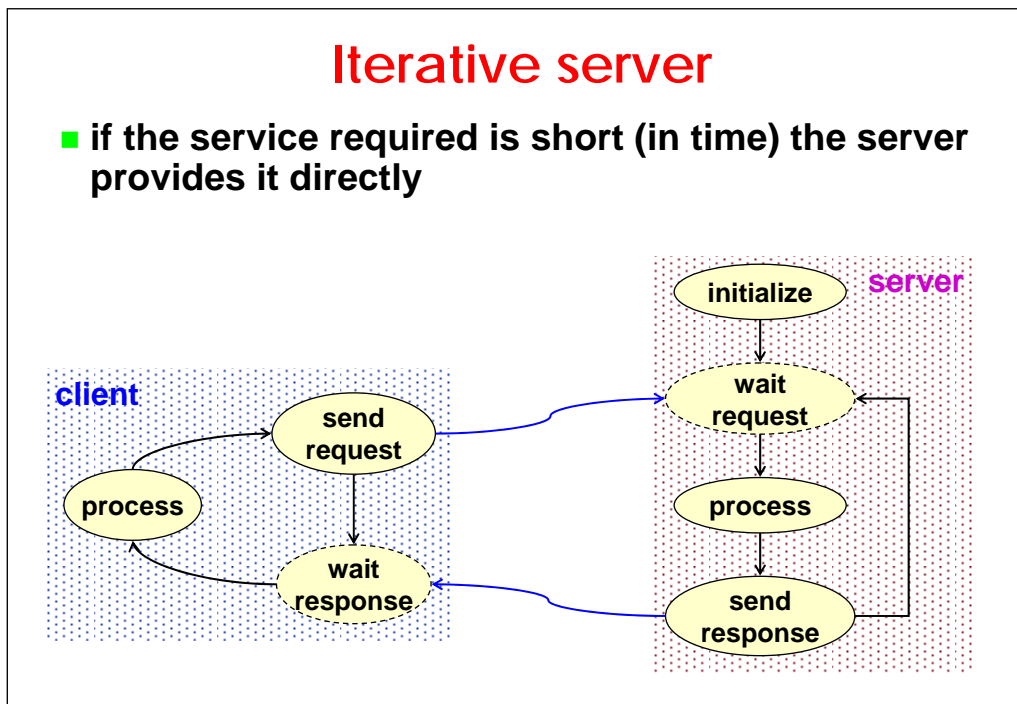 Iterative server
if the service required is short (in time) the server
provides it directly
server
initialize
client
wait
request
send
request
process
process
wait
response
send
response